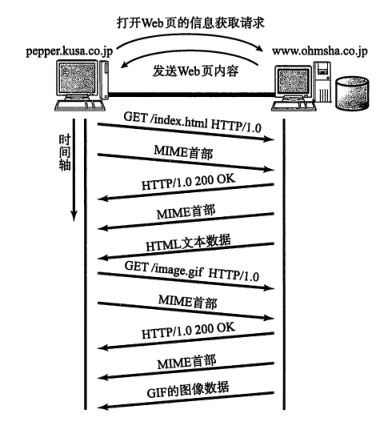 打开Web页的信息获取请求
pepper.kusa.co.jp
www.ohmsha.co.jp
发送Web页内容
时间轴
GET /index.html HTTP/1.0
MIME首部
HTTP/1.0 200 OK
MIME首部
HTML文本数据
GET /image.gif HTTP/1.0
MIME首部
HTTP/1.0 200 OK
MIME首部
GIF的图像数据